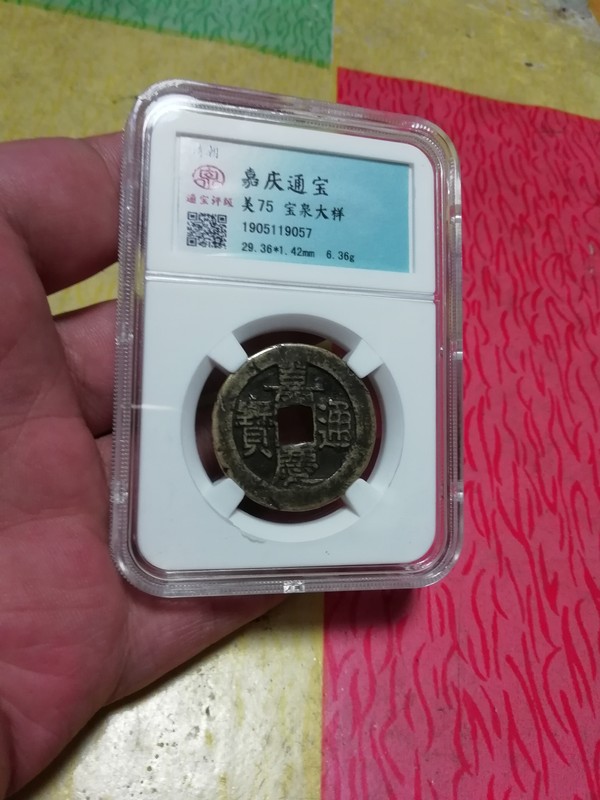 嘉庆通宝
通宝评级
美75 宝泉大样
1905119057
29.36*1.42mm 6.36g
嘉
寶 通
慶